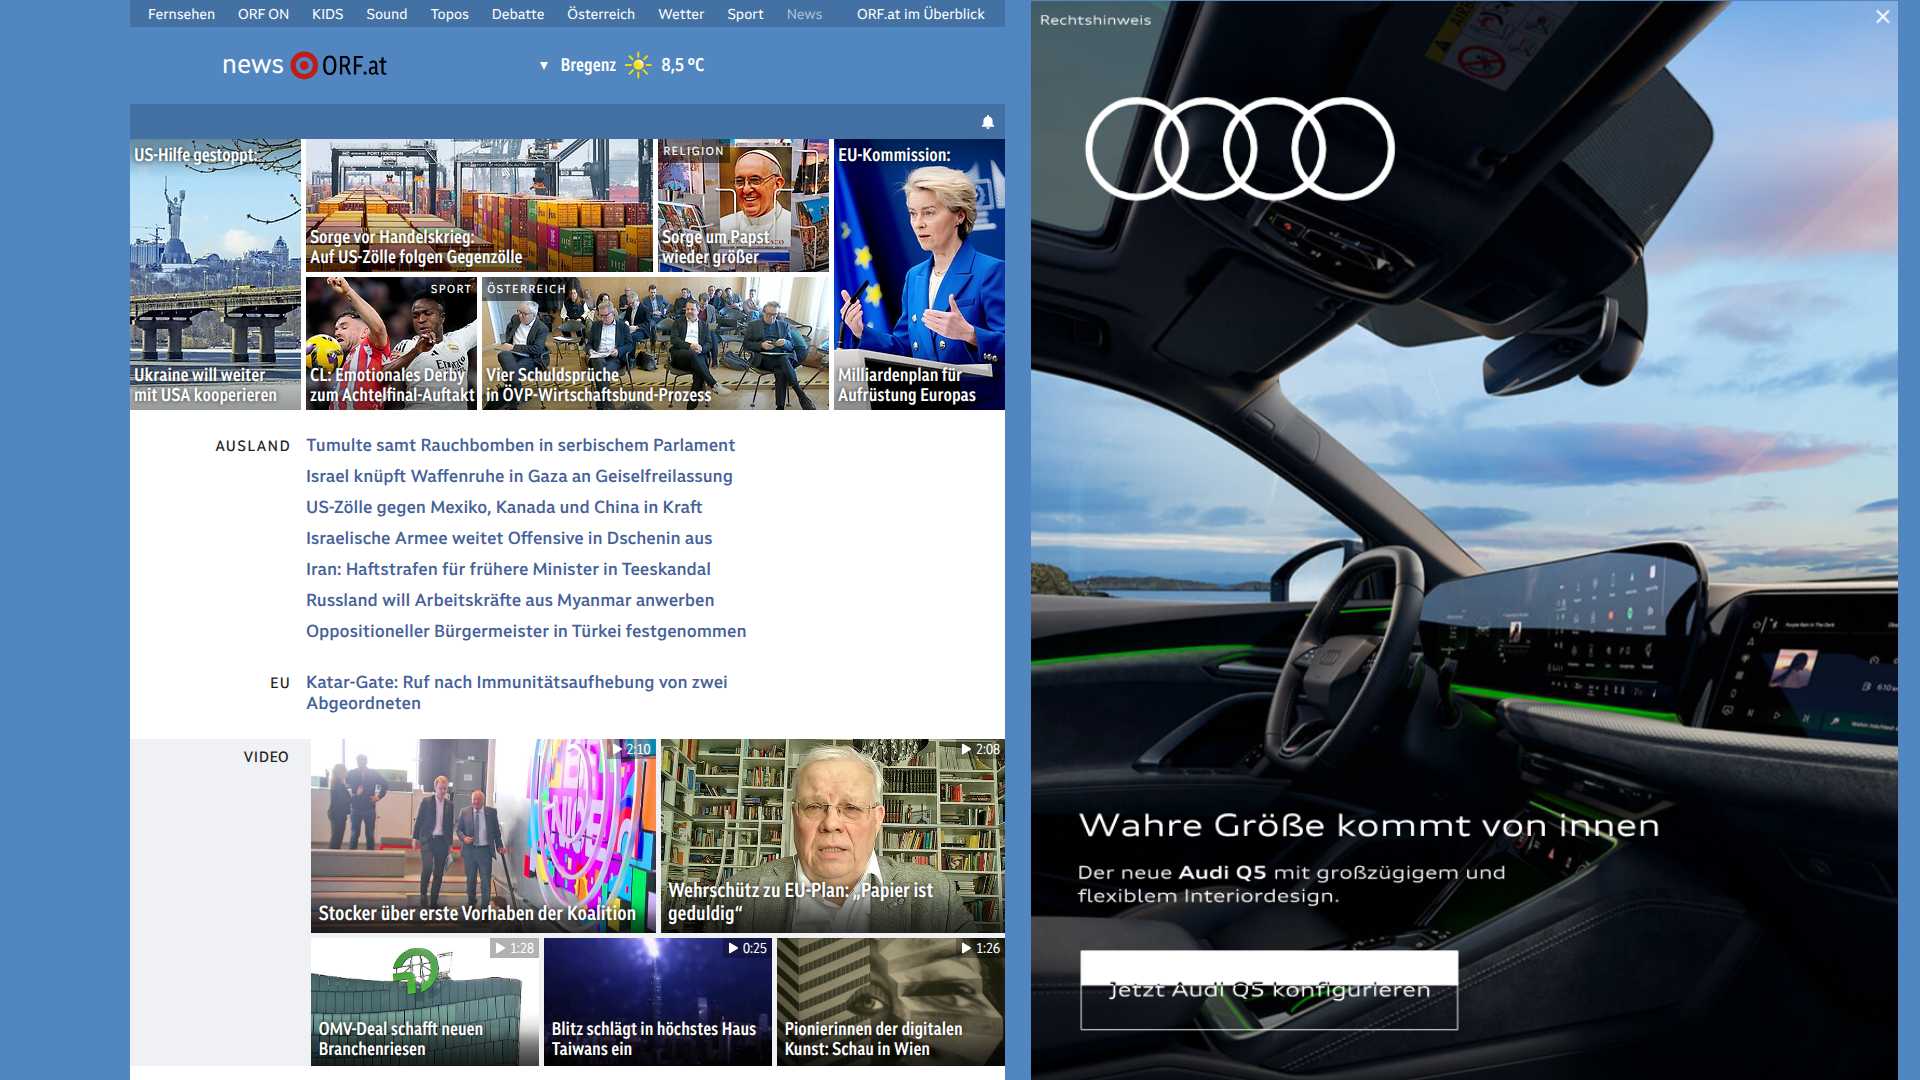 Fernsehen ORF ON KIDS Sound Topos Debatte Österreich Wetter Sport News ORF.at im Überblick
news ORF.at
Bregenz 8,5 °C
US-Hilfe gestoppt:
Ukraine will weiter
mit USA kooperieren
Sorge vor Handelskrieg:
Auf US-Zölle folgen Gegenzölle
RELIGION
Sorge um Papst
wieder größer
EU-Kommission:
Milliardenplan für
Aufrüstung Europas
SPORT
CL: Emotionales Derby
zum Achtelfinal-Auftakt
ÖSTERREICH
Vier Schuldsprüche
in ÖVP-Wirtschaftsbund-Prozess
AUSLAND
Tumulte samt Rauchbomben in serbischem Parlament
Israel knüpft Waffenruhe in Gaza an Geiselfreilassung
US-Zölle gegen Mexiko, Kanada und China in Kraft
Israelische Armee weitet Offensive in Dschenin aus
Iran: Haftstrafen für frühere Minister in Teeskandal
Russland will Arbeitskräfte aus Myanmar anwerben
Oppositioneller Bürgermeister in Türkei festgenommen
EU
Katar-Gate: Ruf nach Immunitätsaufhebung von zwei
Abgeordneten
VIDEO
2:10
Stocker über erste Vorhaben der Koalition
2:08
Wehrschütz zu EU-Plan: „Papier ist
geduldig“
1:28
OMV-Deal schafft neuen
Branchenriesen
0:25
Blitz schlägt in höchstes Haus
Taiwans ein
1:26
Pionierinnen der digitalen
Kunst: Schau in Wien
Rechtshinweis
Wahre Größe kommt von innen
Der neue Audi Q5 mit großzügigem und
flexiblem Interiordesign.
Jetzt Audi Q5 konfigurieren